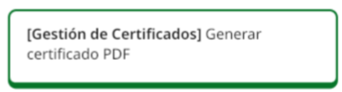 [Gestión de Certificados] Generar
certificado PDF